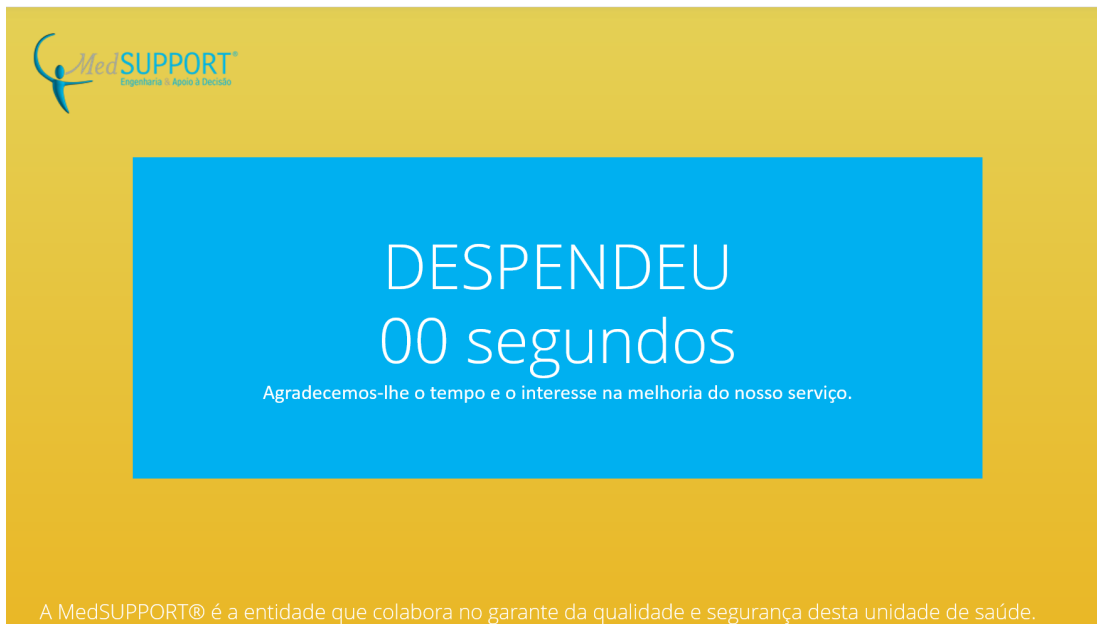 MedSUPPORT®
Engenharia & Apoio à Decisão
DESPENDEU
00 segundos
Agradecemos-lhe o tempo e o interesse na melhoria do nosso serviço.
A MedSUPPORT® é a entidade que colabora no garante da qualidade e segurança desta unidade de saúde.